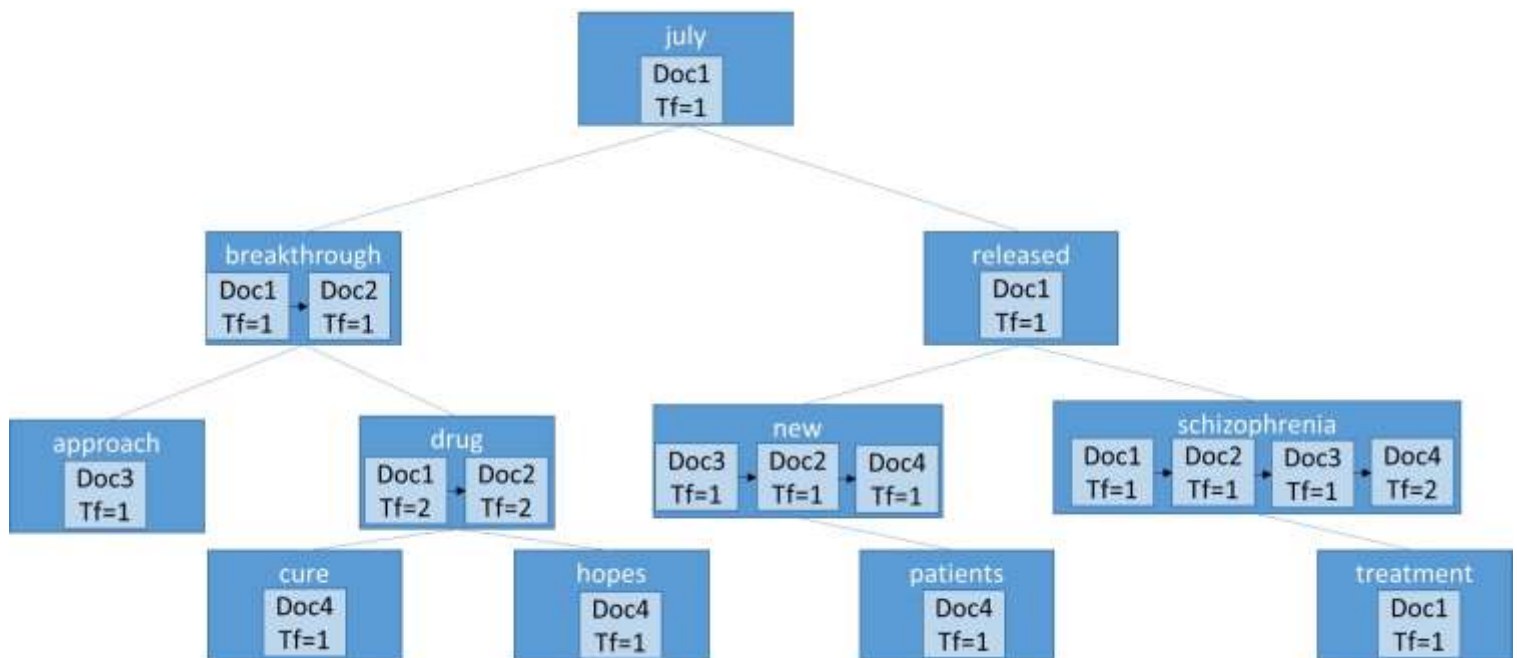 july
Doc1
Tf=1
breakthrough
Doc1
Tf=1
Doc2
Tf=1
released
Doc1
Tf=1
approach
Doc3
Tf=1
drug
Doc1
Tf=2
Doc2
Tf=2
new
Doc3
Tf=1
Doc2
Tf=1
Doc4
Tf=1
schizophrenia
Doc1
Tf=1
Doc2
Tf=1
Doc3
Tf=1
Doc4
Tf=2
cure
Doc4
Tf=1
hopes
Doc4
Tf=1
patients
Doc4
Tf=1
treatment
Doc1
Tf=1